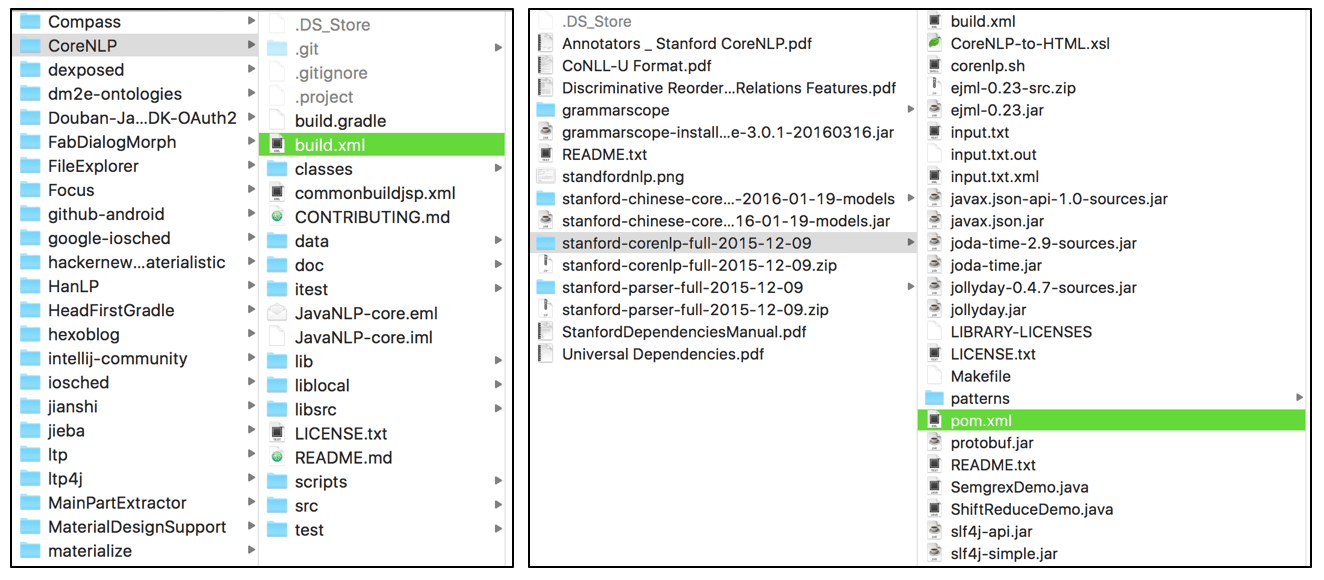 Compass
CoreNLP
dexposed
dm2e-ontologies
Douban-Ja...DK-OAuth2
FabDialogMorph
FileExplorer
Focus
github-android
google-iosched
hackernew...aterialistic
HanLP
HeadFirstGradle
hexoblog
intellij-community
iosched
jianshi
jieba
ltp
ltp4j
MainPartExtractor
MaterialDesignSupport
materialize
.DS_Store
.git
.gitignore
.project
build.gradle
build.xml
classes
commonbuildjsp.xml
CONTRIBUTING.md
data
doc
itest
JavaNLP-core.eml
JavaNLP-core.iml
lib
liblocal
libsrc
LICENSE.txt
README.md
scripts
src
test
.DS_Store
Annotators _ Stanford CoreNLP.pdf
CoNLL-U Format.pdf
Discriminative Reorder...Relations Features.pdf
grammarscope
grammarscope-install...e-3.0.1-20160316.jar
README.txt
standfordnlp.png
stanford-chinese-core...-2016-01-19-models
stanford-chinese-core...16-01-19-models.jar
stanford-corenlp-full-2015-12-09
stanford-corenlp-full-2015-12-09.zip
stanford-parser-full-2015-12-09
stanford-parser-full-2015-12-09.zip
StanfordDependenciesManual.pdf
Universal Dependencies.pdf
build.xml
CoreNLP-to-HTML.xsl
corenlp.sh
ejml-0.23-src.zip
ejml-0.23.jar
input.txt
input.txt.out
input.txt.xml
javax.json-api-1.0-sources.jar
javax.json.jar
joda-time-2.9-sources.jar
joda-time.jar
jollyday-0.4.7-sources.jar
jollyday.jar
LIBRARY-LICENSES
LICENSE.txt
Makefile
patterns
pom.xml
protobuf.jar
README.txt
SemgrexDemo.java
ShiftReduceDemo.java
slf4j-api.jar
slf4j-simple.jar